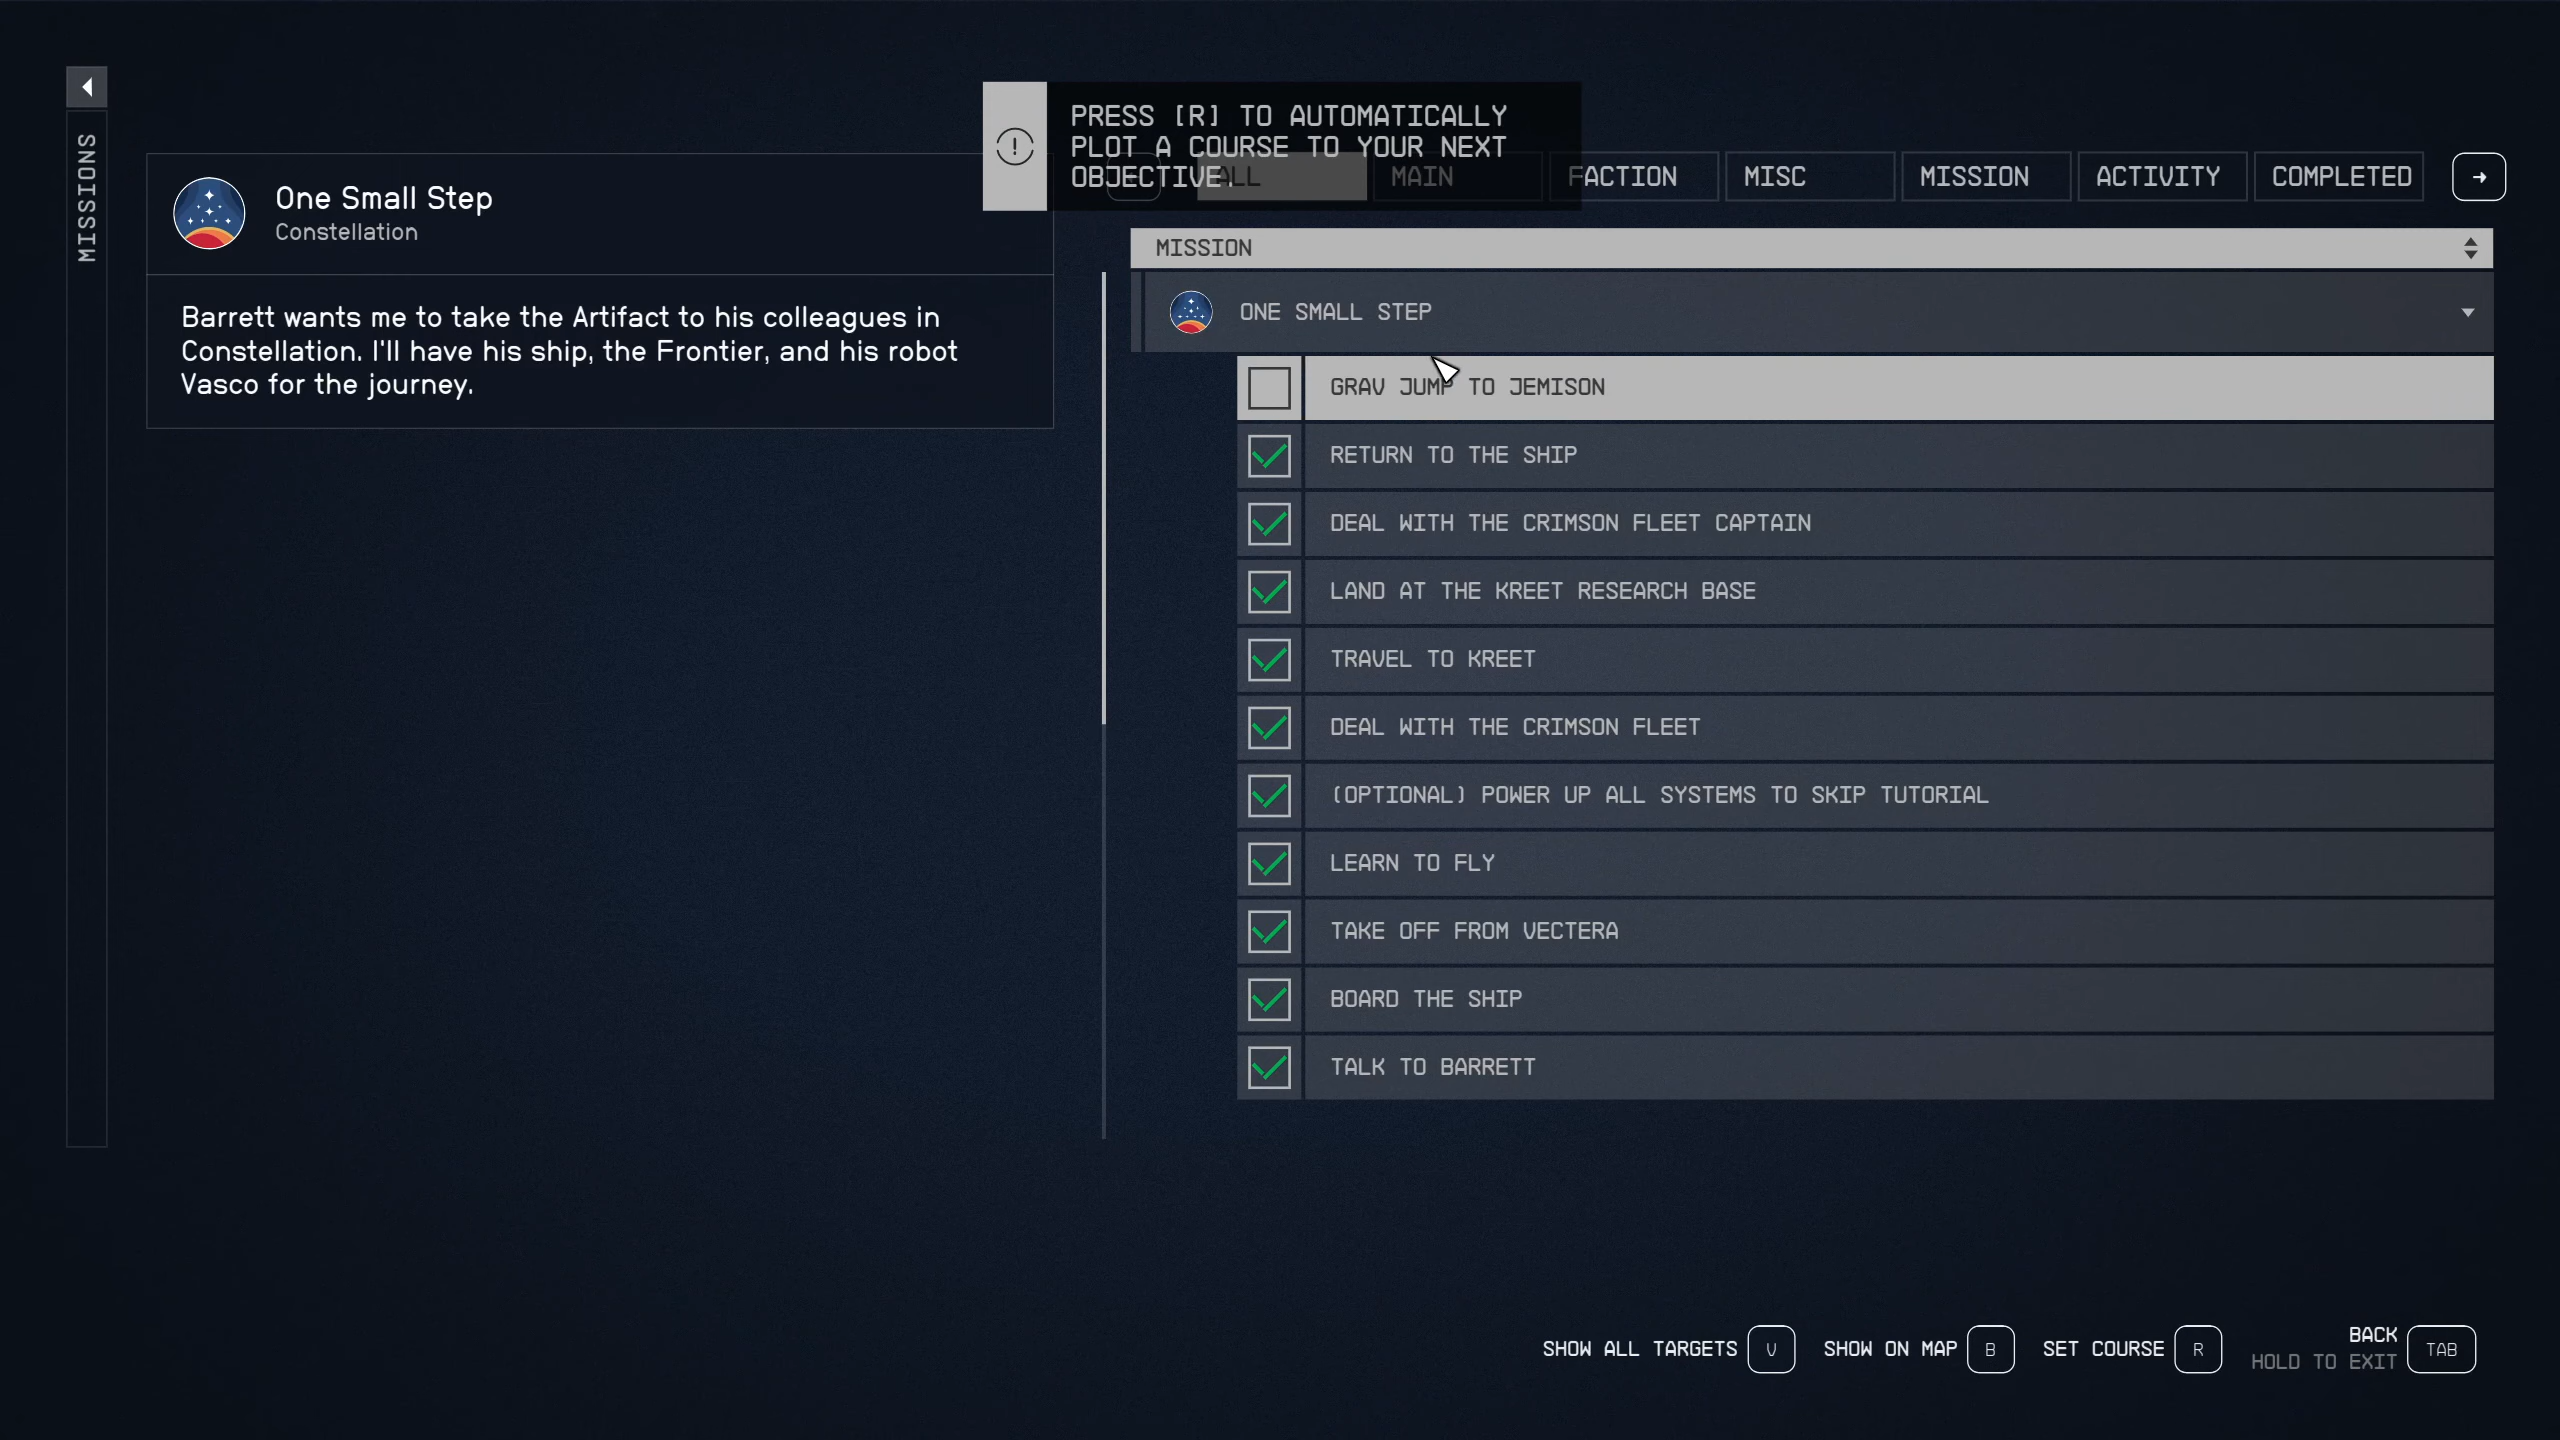 MISSIONS
PRESS [R] TO AUTOMATICALLY
PLOT A COURSE TO YOUR NEXT
OBJECTIVE.
ALL
MAIN
FACTION
MISC
MISSION
ACTIVITY
COMPLETED
One Small Step
Constellation
Barrett wants me to take the Artifact to his colleagues in
Constellation. I'll have his ship, the Frontier, and his robot
Vasco for the journey.
MISSION
ONE SMALL STEP
GRAV JUMP TO JEMISON
RETURN TO THE SHIP
DEAL WITH THE CRIMSON FLEET CAPTAIN
LAND AT THE KREET RESEARCH BASE
TRAVEL TO KREET
DEAL WITH THE CRIMSON FLEET
(OPTIONAL) POWER UP ALL SYSTEMS TO SKIP TUTORIAL
LEARN TO FLY
TAKE OFF FROM VECTERA
BOARD THE SHIP
TALK TO BARRETT
SHOW ALL TARGETS V
SHOW ON MAP B
SET COURSE R
BACK
HOLD TO EXIT
TAB